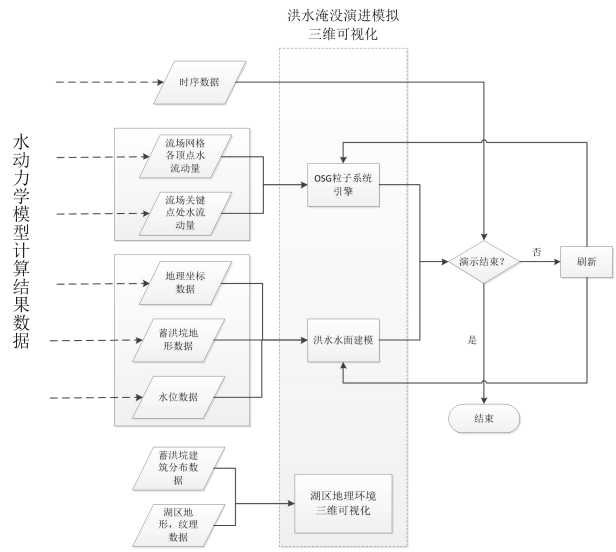 洪水淹没演进模拟
三维可视化
水动力学模型计算结果数据
时序数据
流场网格
各顶点水
流动量
流场关键
点处水流
动量
OSG粒子系统
引擎
地理坐标
数据
蓄洪垸地
形数据
水位数据
洪水水面建模
演示结束？
否
刷新
是
结束
蓄洪垸建
筑分布数
据
湖区地
形，纹理
数据
湖区地理环境
三维可视化